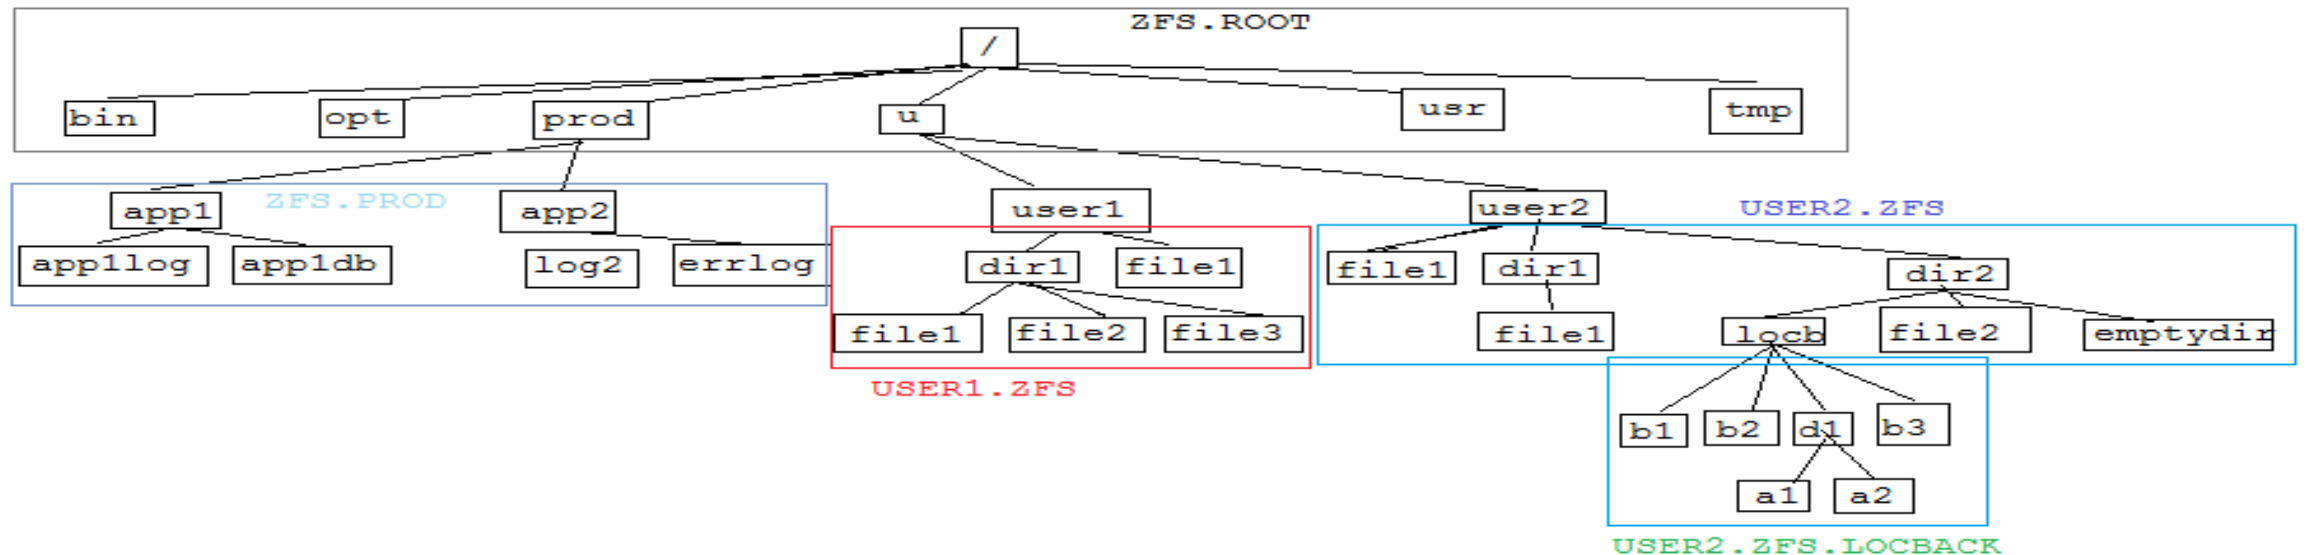 ZFS.ROOT
/
bin opt prod u usr tmp
ZFS.PROD
app1 app2 user1 user2 USER2.ZFS
app1log app1db log2 errlog dir1 file1 file1 dir1 dir2
file1 file2 file3 file1 locb file2 emptydir
USER1.ZFS
b1 b2 d1 b3
a1 a2
USER2.ZFS.LOCBACK